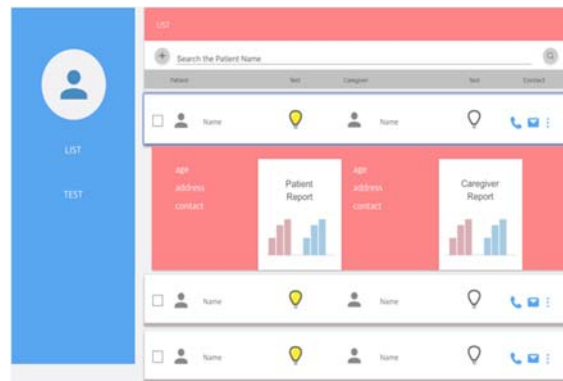 LIST
Search the Patient Name
Patient Test Caregiver Test Contact
Name Name
LIST
TEST
age
address
contact
Patient
Report
age
address
contact
Caregiver
Report
Name Name
Name Name